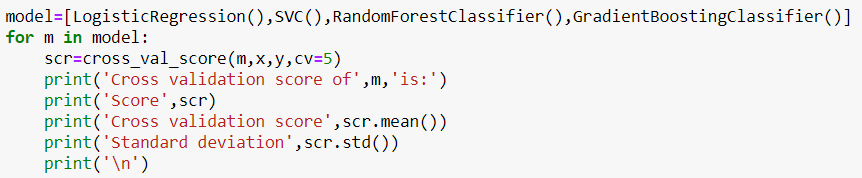 model=[LogisticRegression(),SVC(),RandomForestClassifier(),GradientBoostingClassifier()]
for m in model:
    scr=cross_val_score(m,x,y,cv=5)
    print('Cross validation score of',m,'is:')
    print('Score',scr)
    print('Cross validation score',scr.mean())
    print('Standard deviation',scr.std())
    print('\n')